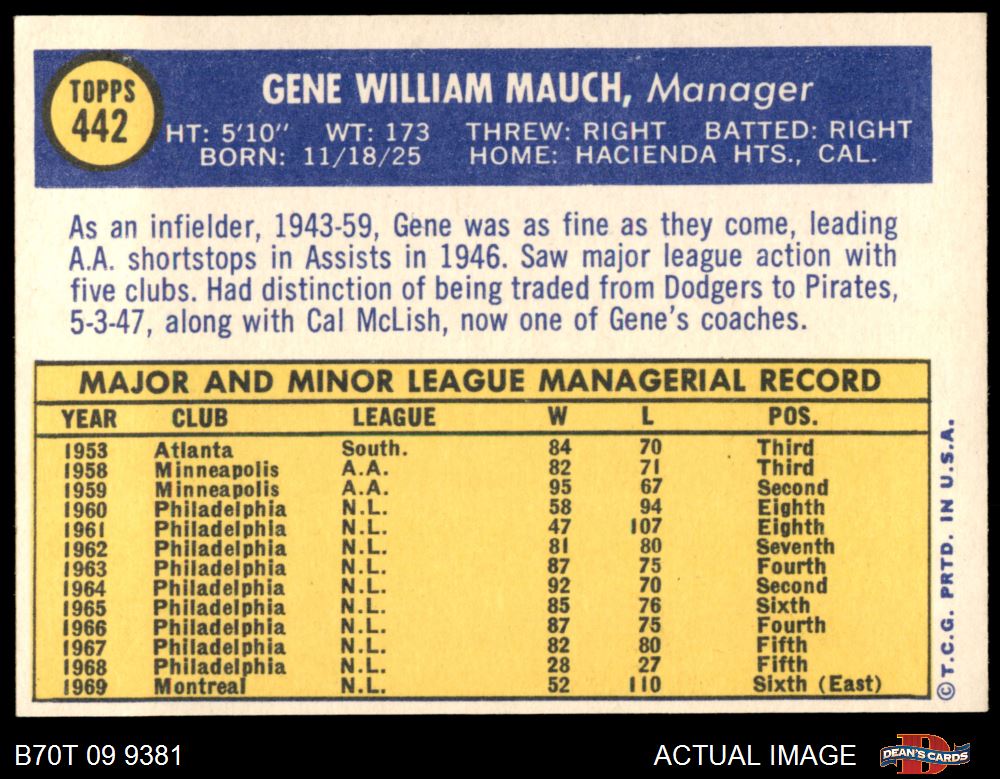 TOPPS
442
GENE WILLIAM MAUCH, Manager
HT: 5'10" WT: 173 THREW: RIGHT BATTED: RIGHT
BORN: 11/18/25 HOME: HACIENDA HTS., CAL.
As an infielder, 1943-59, Gene was as fine as they come, leading
A.A. shortstops in Assists in 1946. Saw major league action with
five clubs. Had distinction of being traded from Dodgers to Pirates,
5-3-47, along with Cal McLish, now one of Gene's coaches.
MAJOR AND MINOR LEAGUE MANAGERIAL RECORD
YEAR CLUB LEAGUE W L POS.
1953 Atlanta South. 84 70 Third
1958 Minneapolis A.A. 82 71 Third
1959 Minneapolis A.A. 95 67 Second
1960 Philadelphia N.L. 58 94 Eighth
1961 Philadelphia N.L. 47 107 Eighth
1962 Philadelphia N.L. 81 80 Seventh
1963 Philadelphia N.L. 87 75 Fourth
1964 Philadelphia N.L. 92 70 Second
1965 Philadelphia N.L. 85 76 Sixth
1966 Philadelphia N.L. 87 75 Fourth
1967 Philadelphia N.L. 82 80 Fifth
1968 Philadelphia N.L. 28 27 Fifth
1969 Montreal N.L. 52 110 Sixth (East)
© T.C.G. PRTD. IN U.S.A.
B70T 09 9381 ACTUAL IMAGE
D
DEAN'S CARDS